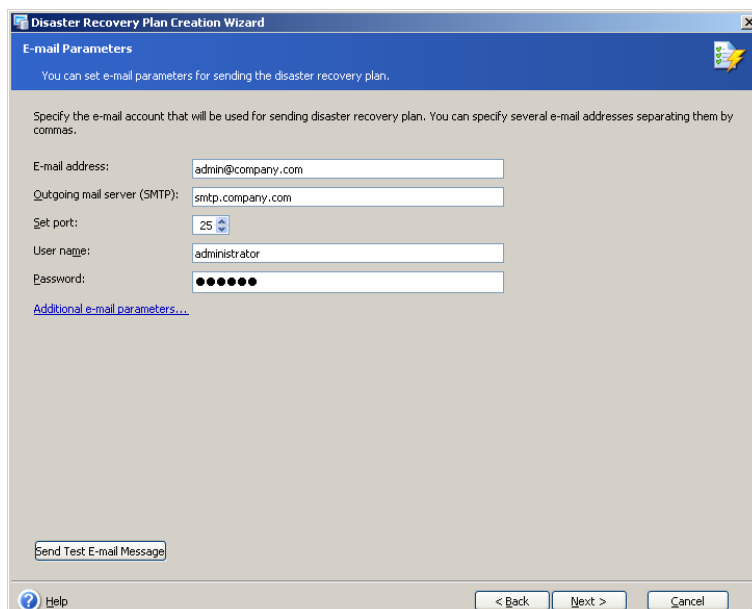 Disaster Recovery Plan Creation Wizard
E-mail Parameters
You can set e-mail parameters for sending the disaster recovery plan.
Specify the e-mail account that will be used for sending disaster recovery plan. You can specify several e-mail addresses separating them by
commas.
E-mail address: admin@company.com
Outgoing mail server (SMTP): smtp.company.com
Set port: 25
User name: administrator
Password: ●●●●●●
Additional e-mail parameters...
Send Test E-mail Message
Help < Back Next > Cancel